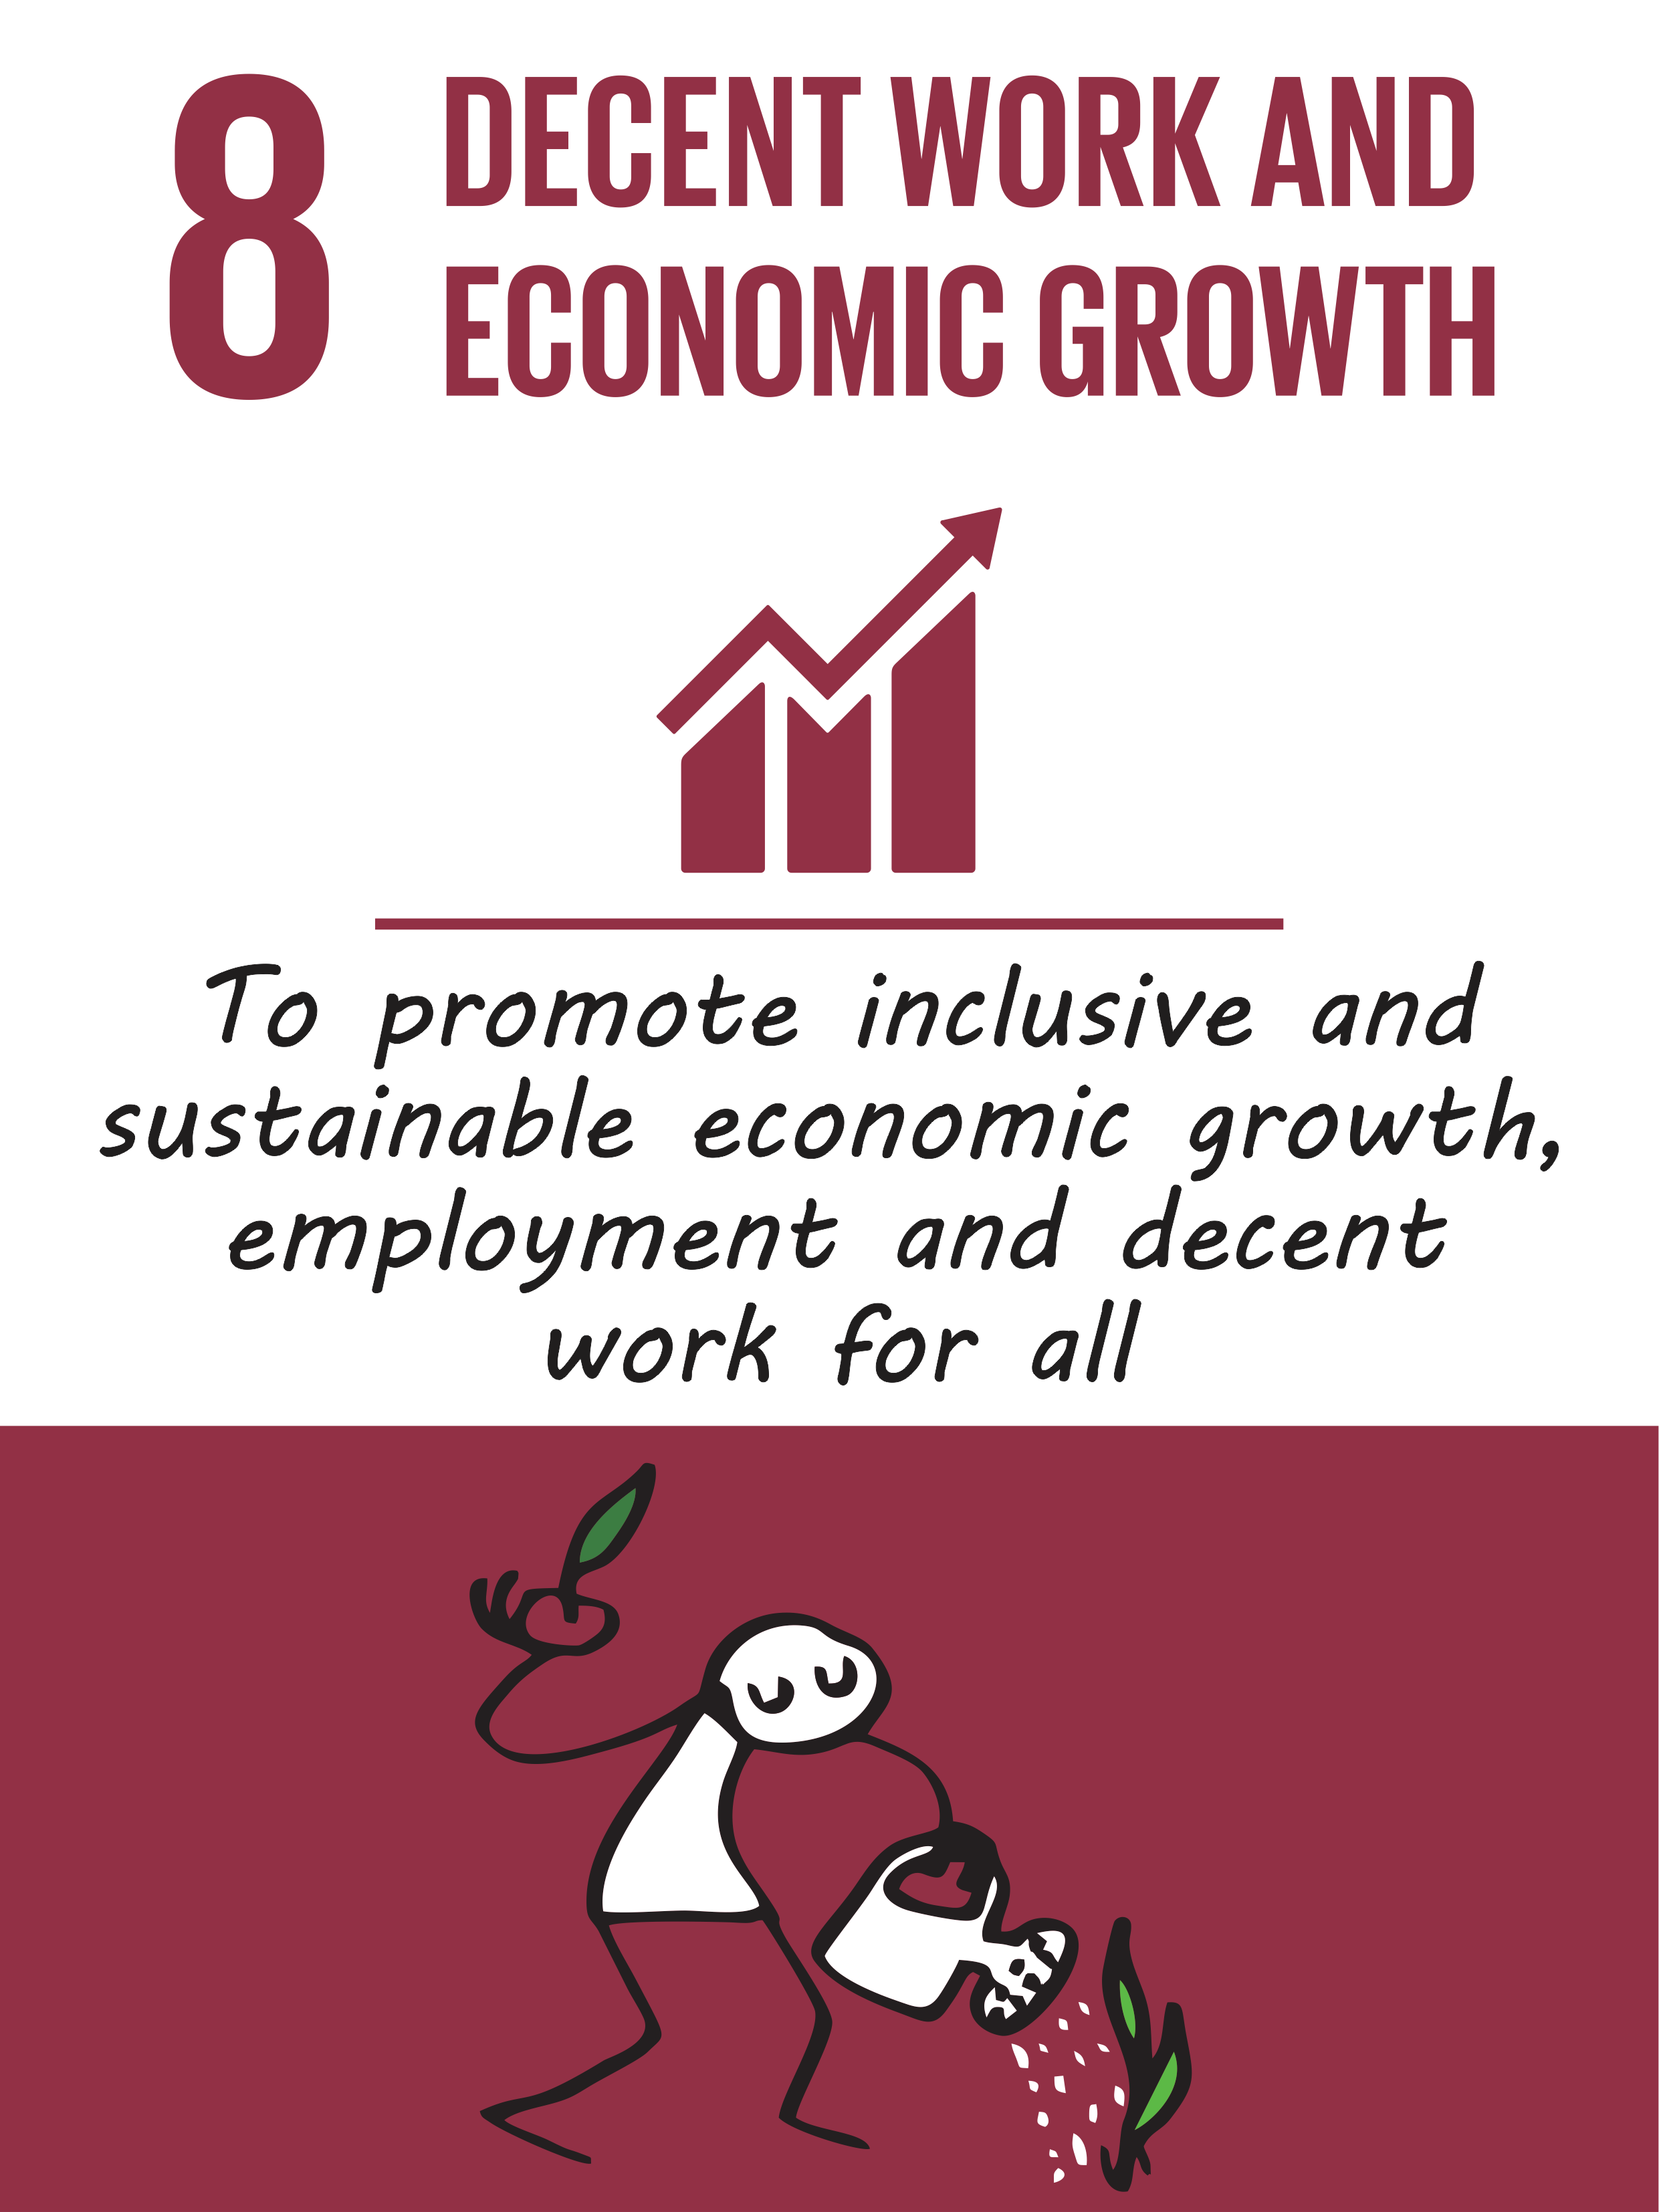 8
DECENT WORK AND
ECONOMIC GROWTH
To promote inclusive and
sustainable economic growth,
employment and decent
work for all